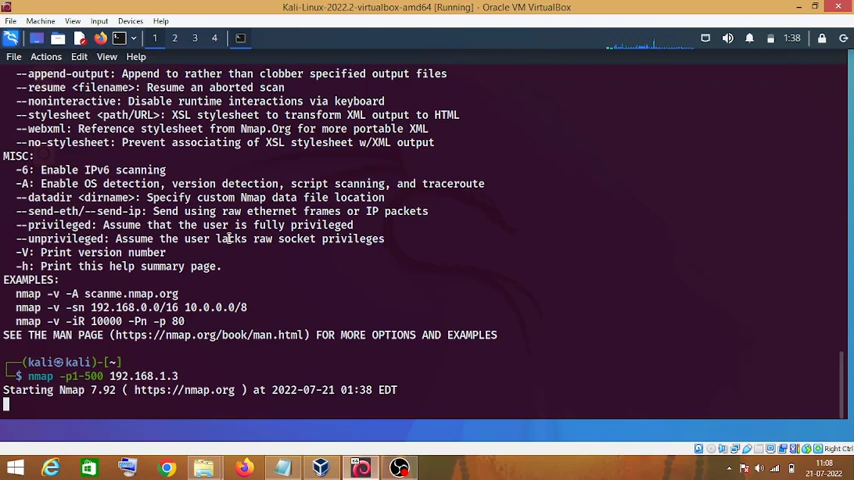 Kali-Linux-2022.2-virtualbox-amd64 [Running] - Oracle VM VirtualBox
File Machine View Input Devices Help
1 2 3 4 1:38
File Actions Edit View Help
--append-output: Append to rather than clobber specified output files
--resume <filename>: Resume an aborted scan
--noninteractive: Disable runtime interactions via keyboard
--stylesheet <path/URL>: XSL stylesheet to transform XML output to HTML
--webxml: Reference stylesheet from Nmap.Org for more portable XML
--no-stylesheet: Prevent associating of XSL stylesheet w/XML output
MISC:
-6: Enable IPv6 scanning
-A: Enable OS detection, version detection, script scanning, and traceroute
--datadir <dirname>: Specify custom Nmap data file location
--send-eth/--send-ip: Send using raw ethernet frames or IP packets
--privileged: Assume that the user is fully privileged
--unprivileged: Assume the user lacks raw socket privileges
-V: Print version number
-h: Print this help summary page.
EXAMPLES:
nmap -v -A scanme.nmap.org
nmap -v -sn 192.168.0.0/16 10.0.0.0/8
nmap -v -iR 10000 -Pn -p 80
SEE THE MAN PAGE (https://nmap.org/book/man.html) FOR MORE OPTIONS AND EXAMPLES
┌──(kali㉿kali)-[~]
└─$ nmap -p1-500 192.168.1.3
Starting Nmap 7.92 ( https://nmap.org ) at 2022-07-21 01:38 EDT
Right Ctrl
11:08
21-07-2022